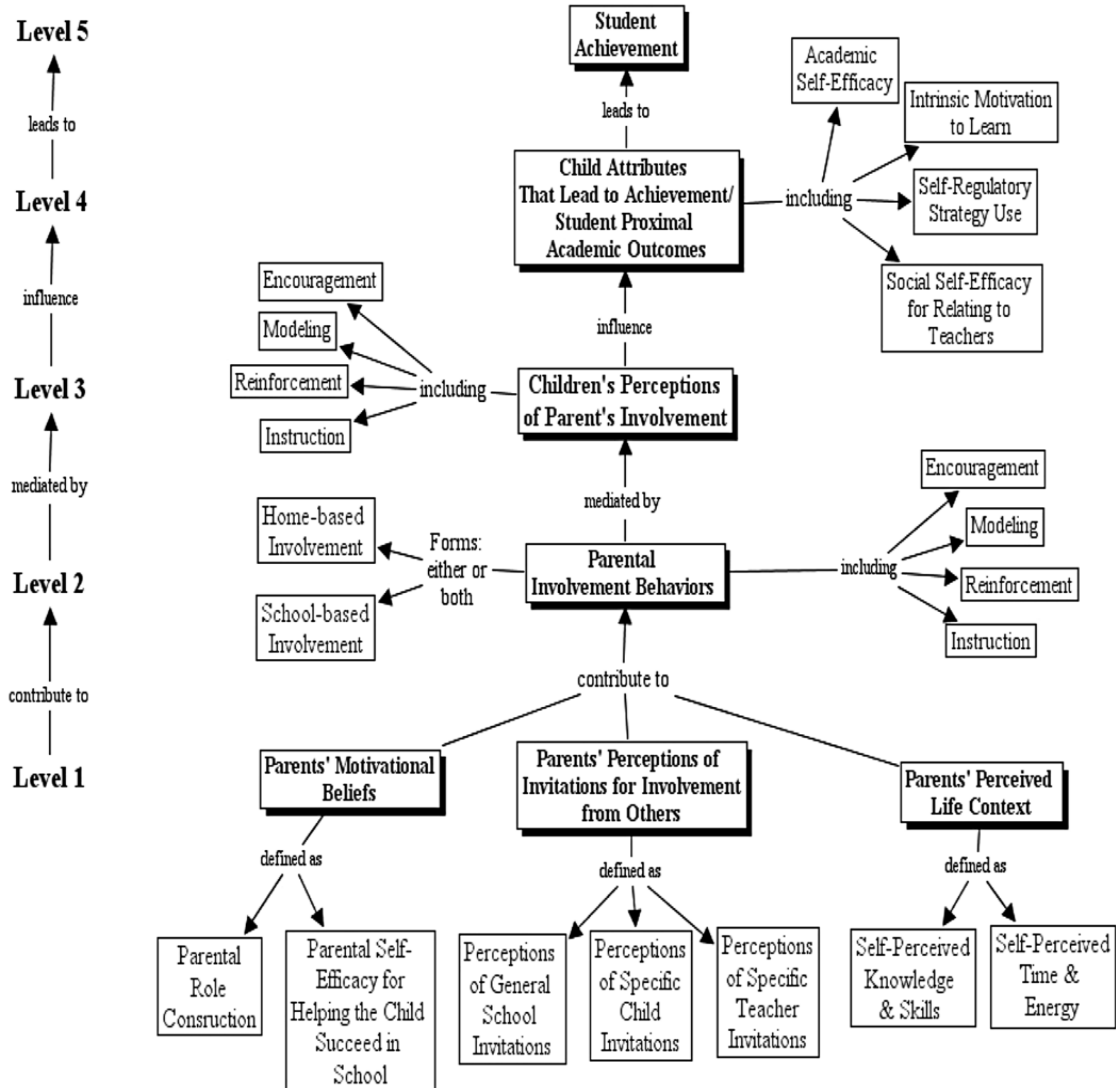 Level 5
leads to
Level 4
influence
Level 3
mediated by
Level 2
contribute to
Level 1
Student
Achievement
leads to
Child Attributes
That Lead to Achievement/
Student Proximal
Academic Outcomes
including
Academic
Self-Efficacy
Intrinsic Motivation
to Learn
Self-Regulatory
Strategy Use
Social Self-Efficacy
for Relating to
Teachers
influence
Children's Perceptions
of Parent's Involvement
including
Encouragement
Modeling
Reinforcement
Instruction
mediated by
Parental
Involvement Behaviors
Forms:
either or
both
Home-based
Involvement
School-based
Involvement
including
Encouragement
Modeling
Reinforcement
Instruction
contribute to
Parents' Motivational
Beliefs
defined as
Parental
Role
Consruction
Parental Self-
Efficacy for
Helping the Child
Succeed in
School
Parents' Perceptions of
Invitations for Involvement
from Others
defined as
Perceptions
of General
School
Invitations
Perceptions
of Specific
Child
Invitations
Perceptions
of Specific
Teacher
Invitations
Parents' Perceived
Life Context
defined as
Self-Perceived
Knowledge
& Skills
Self-Perceived
Time &
Energy